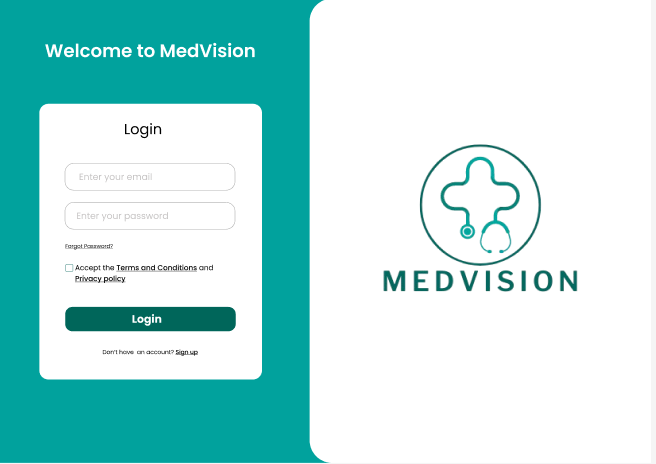 Welcome to MedVision
Login
Enter your email
Enter your password
Forgot Password?
Accept the Terms and Conditions and
Privacy policy
Login
Don't have an account? Sign up
MEDVISION